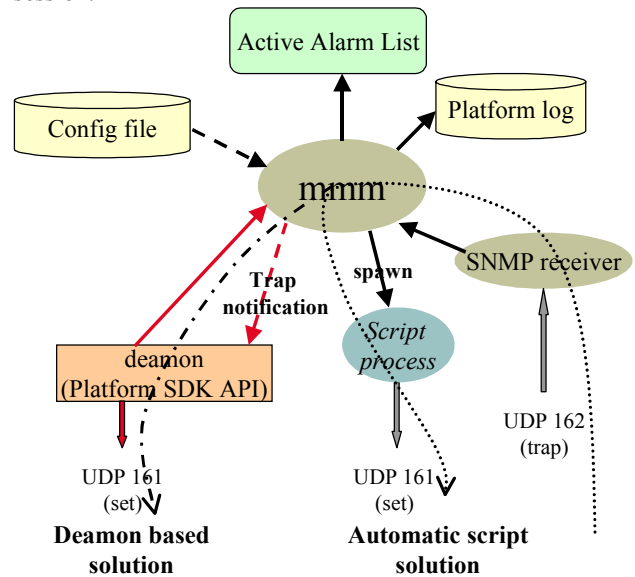 Active Alarm List
Config file
Platform log
mmm
SNMP receiver
Trap
notification
spawn
Script
process
deamon
(Platform SDK API)
UDP 162
(trap)
UDP 161
(set)
UDP 161
(set)
Deamon based
solution
Automatic script
solution